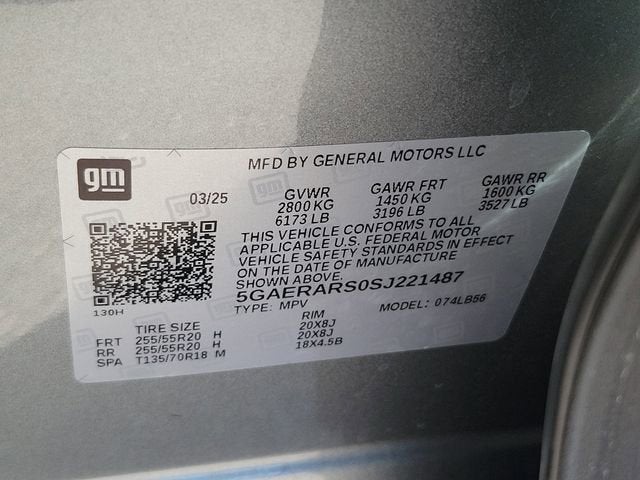 gm
MFD BY GENERAL MOTORS LLC
03/25
GVWR GAWR FRT GAWR RR
2800 KG 1450 KG 1600 KG
6173 LB 3196 LB 3527 LB
THIS VEHICLE CONFORMS TO ALL
APPLICABLE U.S. FEDERAL MOTOR
VEHICLE SAFETY STANDARDS IN EFFECT
ON THE DATE OF MANUFACTURE
SHOWN ABOVE.
5GAERARS0SJ221487
130H
TYPE: MPV MODEL: 074LB56
TIRE SIZE RIM
FRT 255/55R20 H 20X8J
RR 255/55R20 H 20X8J
SPA T135/70R18 M 18X4.5B